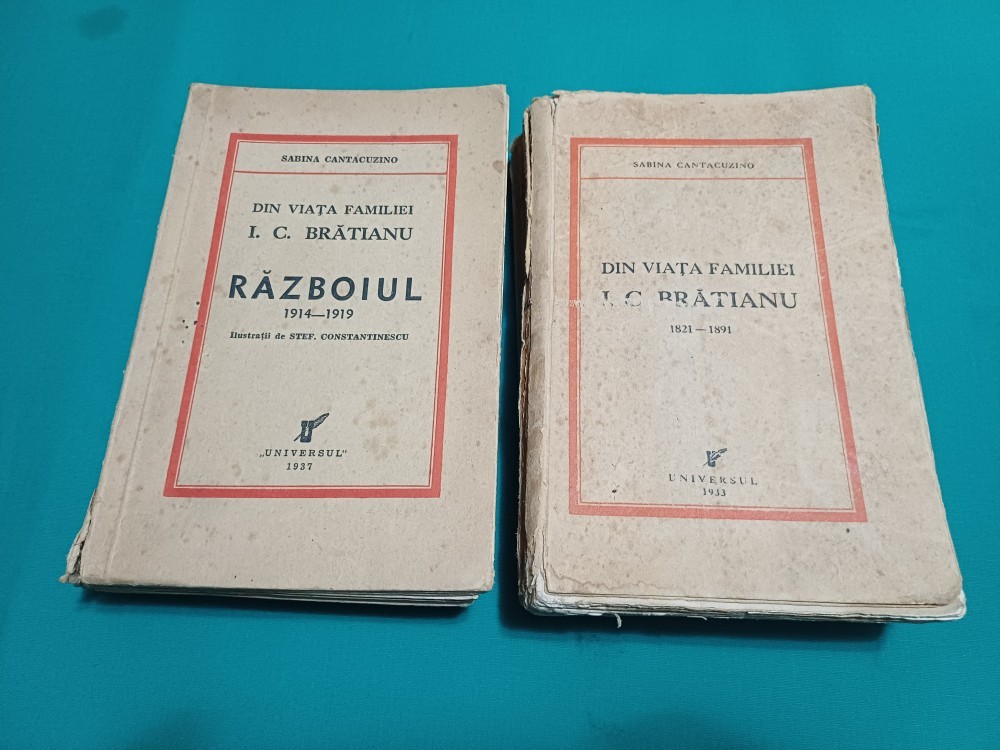 SABINA CANTACUZINO
DIN VIAȚA FAMILIEI
I. C. BRĂTIANU
RĂZBOIUL
1914—1919
Ilustrații de STEF. CONSTANTINESCU
„UNIVERSUL"
1937
SABINA CANTACUZINO
DIN VIAȚA FAMILIEI
I. C. BRĂTIANU
1821—1891
UNIVERSUL
1933